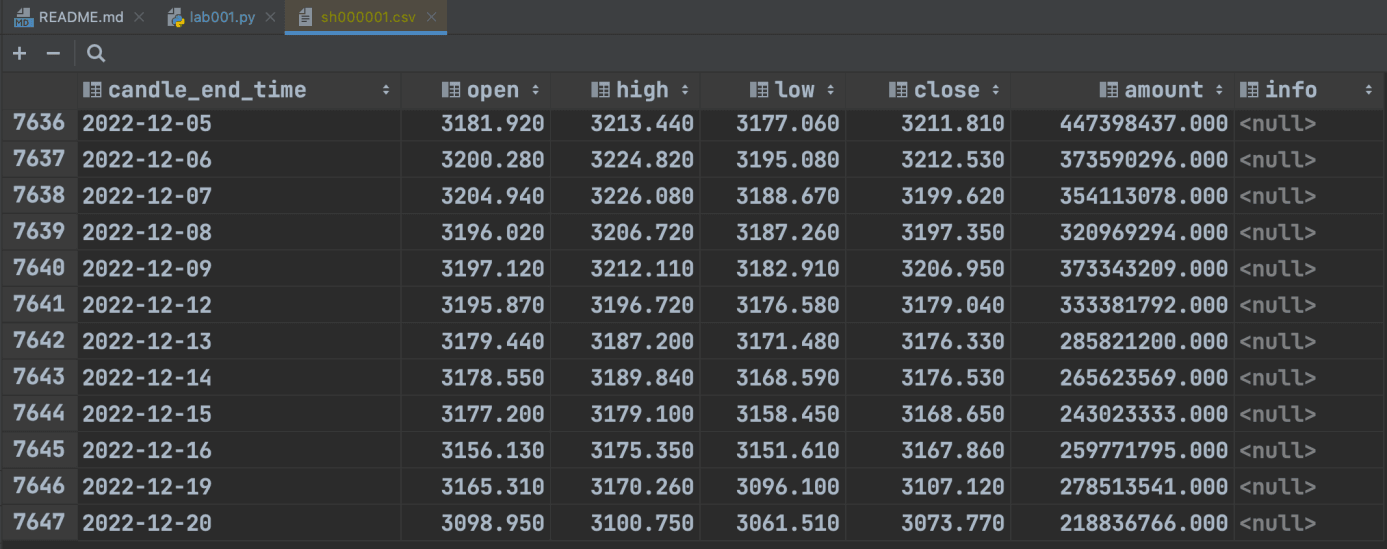 README.md lab001.py sh000001.csv
candle_end_time open high low close amount info
7636 2022-12-05 3181.920 3213.440 3177.060 3211.810 447398437.000 <null>
7637 2022-12-06 3200.280 3224.820 3195.080 3212.530 373590296.000 <null>
7638 2022-12-07 3204.940 3226.080 3188.670 3199.620 354113078.000 <null>
7639 2022-12-08 3196.020 3206.720 3187.260 3197.350 320969294.000 <null>
7640 2022-12-09 3197.120 3212.110 3182.910 3206.950 373343209.000 <null>
7641 2022-12-12 3195.870 3196.720 3176.580 3179.040 333381792.000 <null>
7642 2022-12-13 3179.440 3187.200 3171.480 3176.330 285821200.000 <null>
7643 2022-12-14 3178.550 3189.840 3168.590 3176.530 265623569.000 <null>
7644 2022-12-15 3177.200 3179.100 3158.450 3168.650 243023333.000 <null>
7645 2022-12-16 3156.130 3175.350 3151.610 3167.860 259771795.000 <null>
7646 2022-12-19 3165.310 3170.260 3096.100 3107.120 278513541.000 <null>
7647 2022-12-20 3098.950 3100.750 3061.510 3073.770 218836766.000 <null>